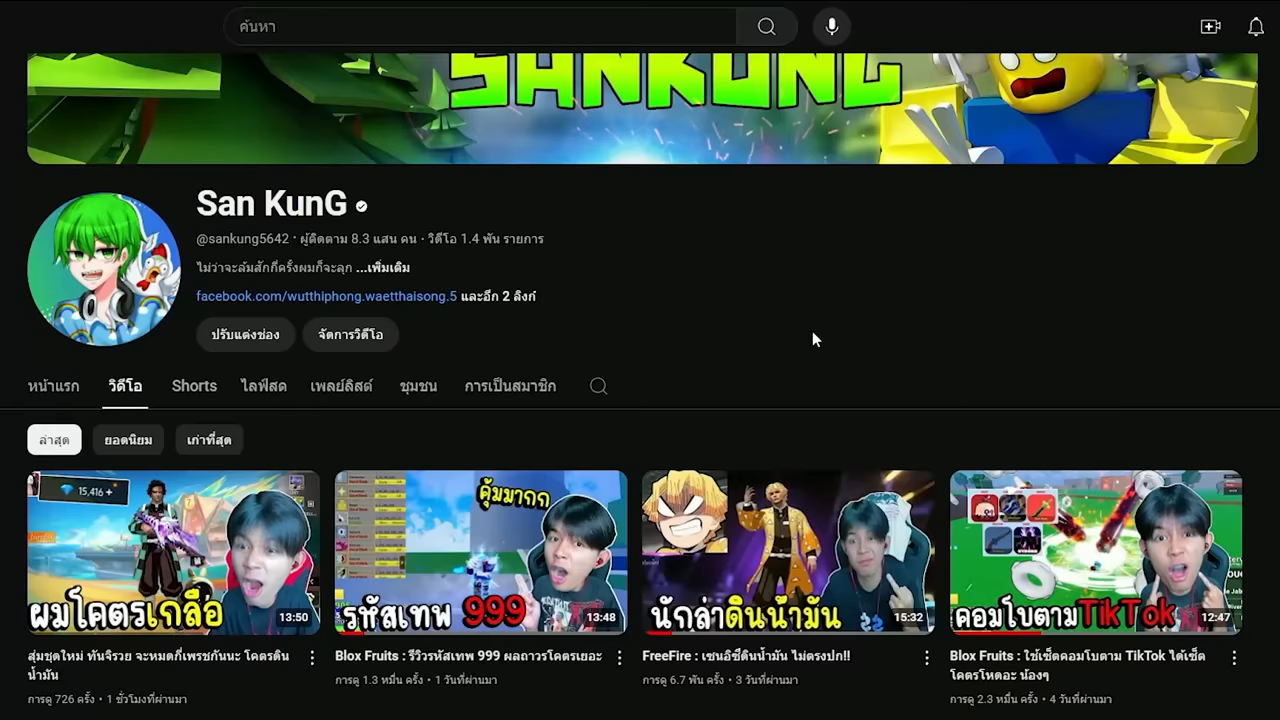 ค้นหา
SANKUNG
San KunG
@sankung5642 · ผู้ติดตาม 8.3 แสน คน · วิดีโอ 1.4 พัน รายการ
ไม่ว่าจะล้มสักกี่ครั้งผมก็จะลุก ...เพิ่มเติม
facebook.com/wutthiphong.waetthaisong.5 และอีก 2 ลิงก์
ปรับแต่งช่อง จัดการวิดีโอ
หน้าแรก วิดีโอ Shorts ไลฟ์สด เพลย์ลิสต์ ชุมชน การเป็นสมาชิก
ล่าสุด ยอดนิยม เก่าที่สุด
15,416 +
ผมโคตรเกลือ
13:50
คุ้มมากก
รหัสเทพ 999
13:48
นักล่าดินน้ำมัน
15:32
คอมโบตามTikTok
12:47
สุ่มชุดใหม่ ทันจิรวย จะหมดกี่เพรชกันนะ โคตรดินน้ำมัน
การดู 726 ครั้ง · 1 ชั่วโมงที่ผ่านมา
Blox Fruits : รีวิวรหัสเทพ 999 ผลถาวรโคตรเยอะ
การดู 1.3 หมื่น ครั้ง · 1 วันที่ผ่านมา
FreeFire : เซนอิซึดินน้ำมัน ไม่ตรงปก!!
การดู 6.7 พัน ครั้ง · 3 วันที่ผ่านมา
Blox Fruits : ใช้เซ็ตคอมโบตาม TikTok ได้เซ็ตโคตรโหดอะ น้องๆ
การดู 2.3 หมื่น ครั้ง · 4 วันที่ผ่านมา